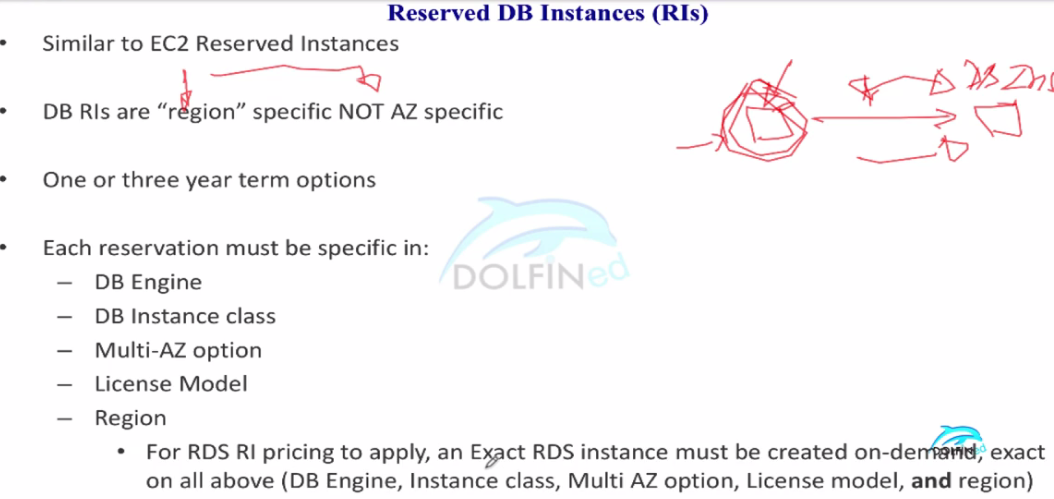 Reserved DB Instances (RIs)
• Similar to EC2 Reserved Instances
• DB RIs are “region” specific NOT AZ specific
DB Ins
• One or three year term options
• Each reservation must be specific in:
– DB Engine
– DB Instance class
– Multi-AZ option
– License Model
– Region
• For RDS RI pricing to apply, an Exact RDS instance must be created on-demand, exact
on all above (DB Engine, Instance class, Multi AZ option, License model, and region)
DOLFINed
DOLFINed